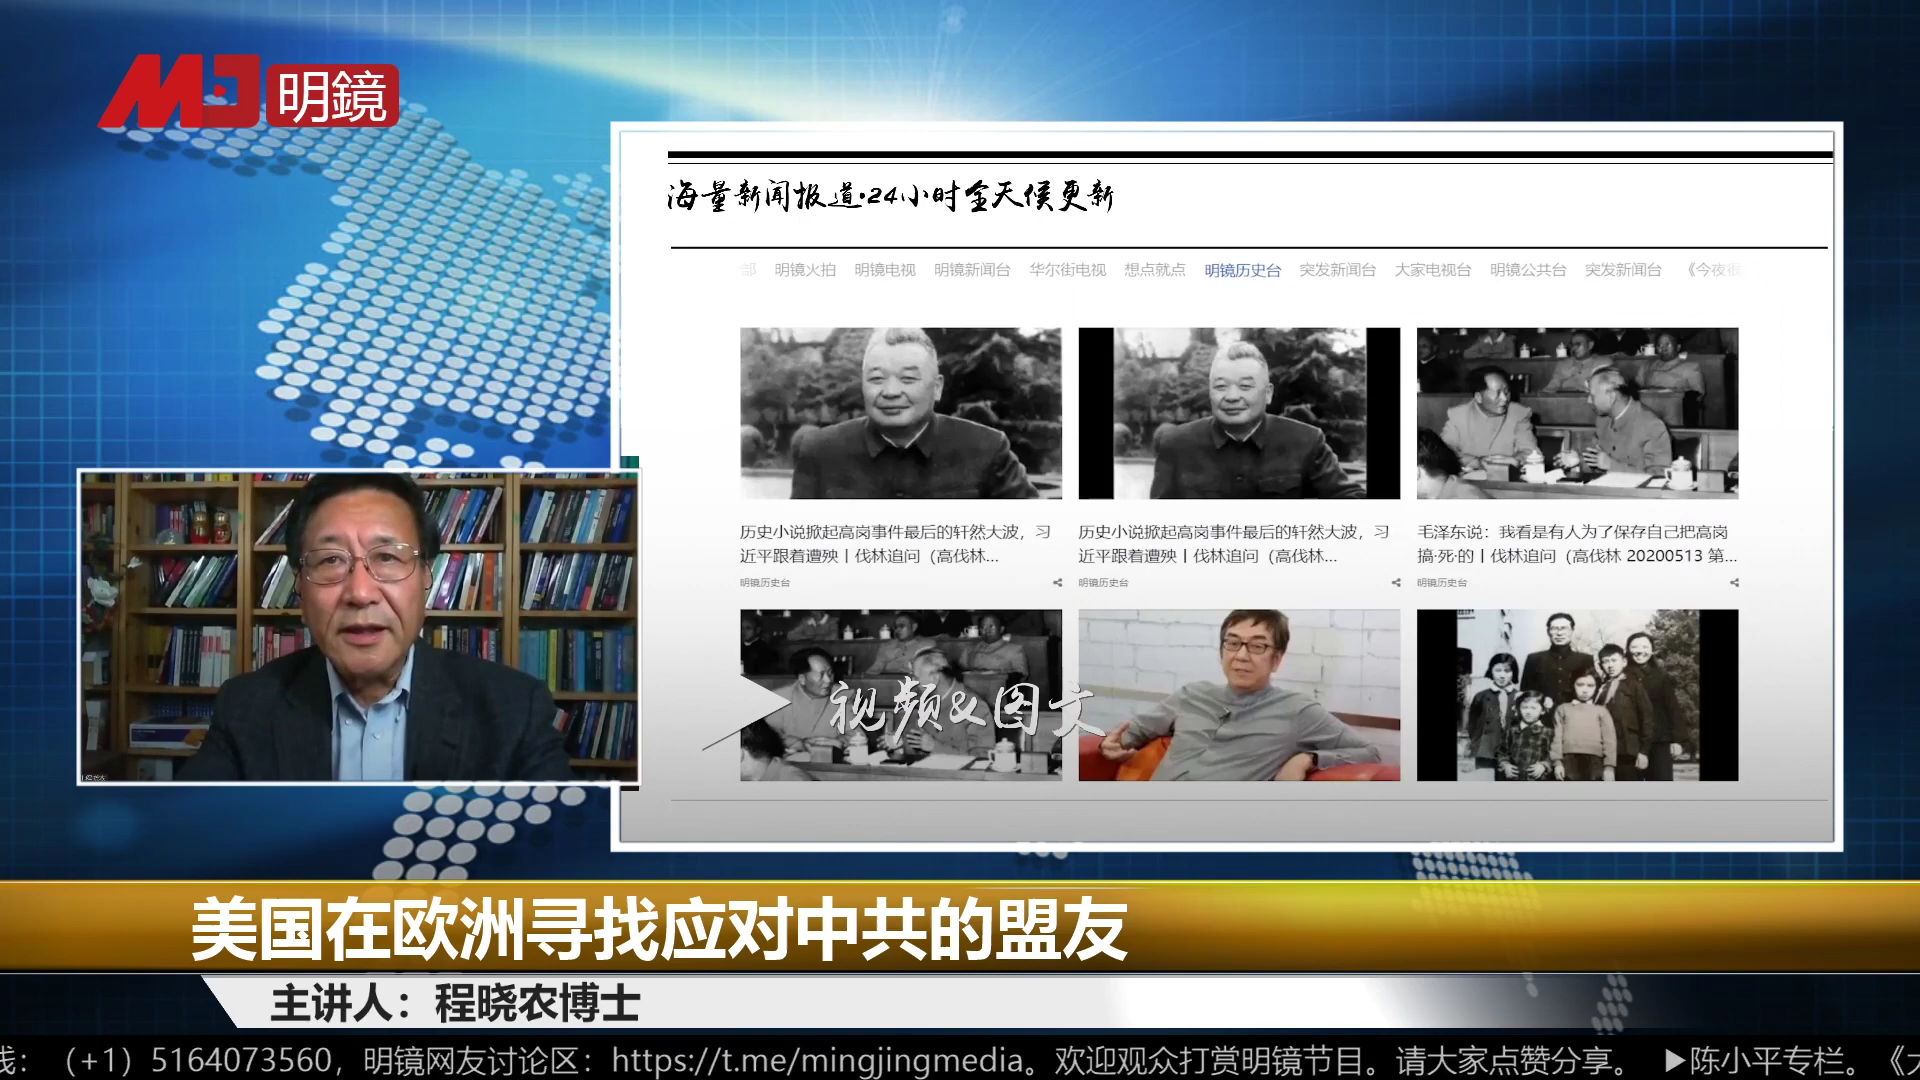 MJ 明鏡
海量新闻报道·24小时全天候更新
部 明镜火拍 明镜电视 明镜新闻台 华尔街电视 想点就点 明镜历史台 突发新闻台 大家电视台 明镜公共台 突发新闻台 《今夜很
历史小说掀起高岗事件最后的轩然大波，习
近平跟着遭殃丨伐林追问（高伐林...
明镜历史台
历史小说掀起高岗事件最后的轩然大波，习
近平跟着遭殃丨伐林追问（高伐林...
明镜历史台
毛泽东说：我看是有人为了保存自己把高岗
搞·死·的丨伐林追问（高伐林 20200513 第...
明镜历史台
视频&图文
美国在欧洲寻找应对中共的盟友
主讲人：程晓农博士
线：（+1）5164073560，明镜网友讨论区：https://t.me/mingjingmedia。欢迎观众打赏明镜节目。请大家点赞分享。 ▶陈小平专栏。《大